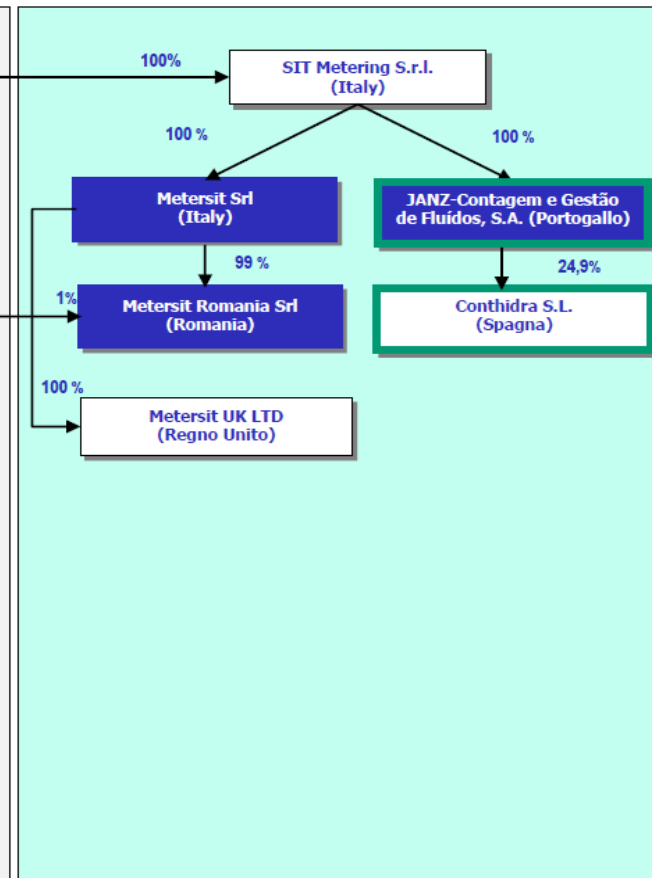 100%
SIT Metering S.r.l.
(Italy)
100 %
100 %
Metersit Srl
(Italy)
JANZ-Contagem e Gestão
de Fluídos, S.A. (Portogallo)
99 %
24,9%
1%
Metersit Romania Srl
(Romania)
Conthidra S.L.
(Spagna)
100 %
Metersit UK LTD
(Regno Unito)